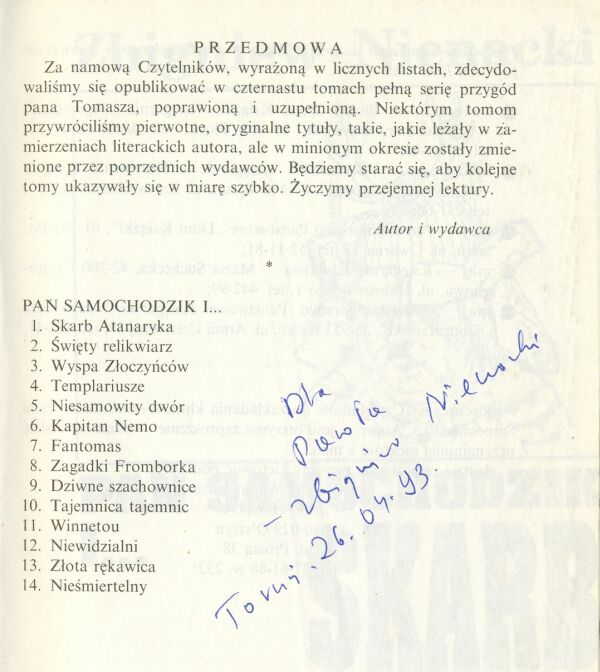 PRZEDMOWA
Za namową Czytelników, wyrażoną w licznych listach, zdecydo-
waliśmy się opublikować w czternastu tomach pełną serię przygód
pana Tomasza, poprawioną i uzupełnioną. Niektórym tomom
przywróciliśmy pierwotne, oryginalne tytuły, takie, jakie leżały w za-
mierzeniach literackich autora, ale w minionym okresie zostały zmie-
nione przez poprzednich wydawców. Będziemy starać się, aby kolejne
tomy ukazywały się w miarę szybko. Życzymy przejemnej lektury.
Autor i wydawca
*
PAN SAMOCHODZIK I...
1. Skarb Atanaryka
2. Święty relikwiarz
3. Wyspa Złoczyńców
4. Templariusze
5. Niesamowity dwór
6. Kapitan Nemo
7. Fantomas
8. Zagadki Fromborka
9. Dziwne szachownice
10. Tajemnica tajemnic
11. Winnetou
12. Niewidzialni
13. Złota rękawica
14. Nieśmiertelny
Dla
Pawła
– Zbigniew Nienacki
Toruń. 26.04.93.